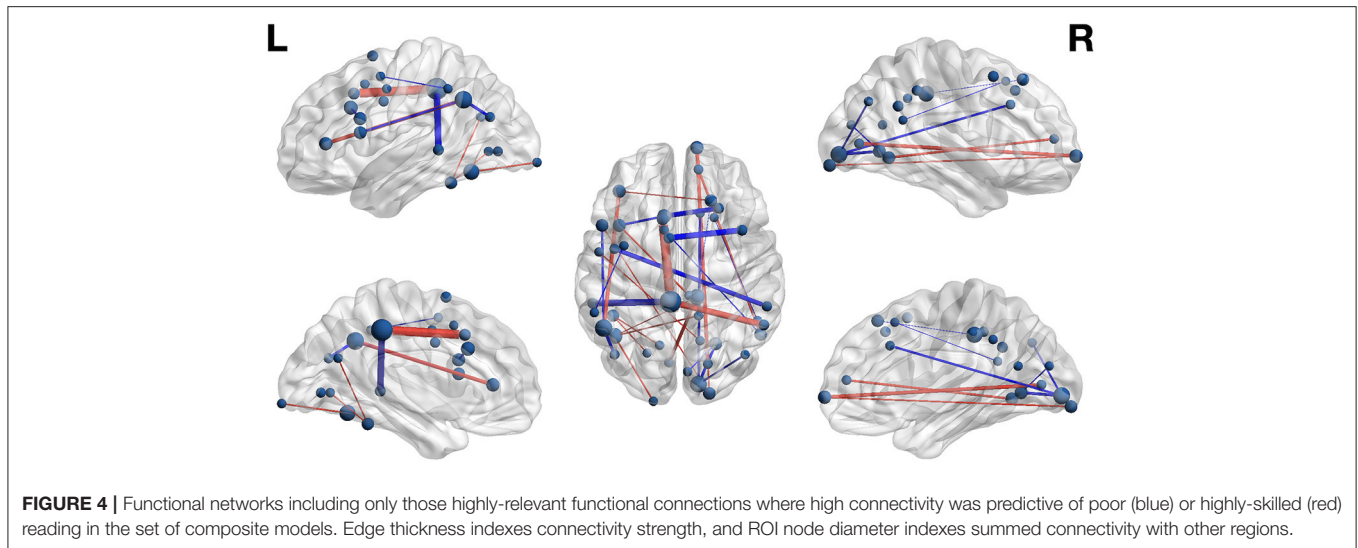 L
R
FIGURE 4 | Functional networks including only those highly-relevant functional connections where high connectivity was predictive of poor (blue) or highly-skilled (red)
reading in the set of composite models. Edge thickness indexes connectivity strength, and ROI node diameter indexes summed connectivity with other regions.